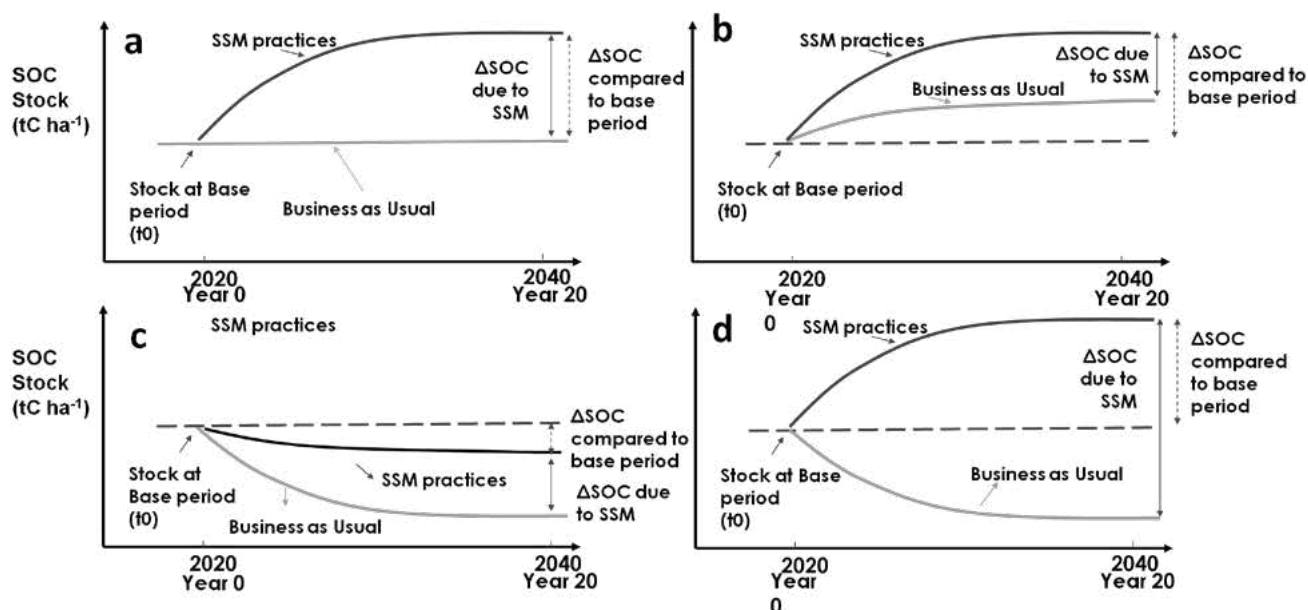 a
SSM practices
SOC
Stock
(tC ha⁻¹)
ΔSOC
due to
SSM
ΔSOC
compared
to base
period
Stock at Base
period
(t0)
Business as Usual
2020
Year 0
2040
Year 20
b
SSM practices
ΔSOC due
to SSM
ΔSOC
compared to
base period
Business as Usual
Stock at Base period
(t0)
2020
Year
0
2040
Year 20
c
SSM practices
SOC
Stock
(tC ha⁻¹)
ΔSOC
compared to
base period
Stock at
Base period
(t0)
SSM practices
ΔSOC due
to SSM
Business as Usual
2020
Year 0
2040
Year 20
d
SSM practices
ΔSOC
due to
SSM
ΔSOC
compared
to base
period
Stock at Base
period
(t0)
Business as Usual
2020
Year
0
2040
Year 20